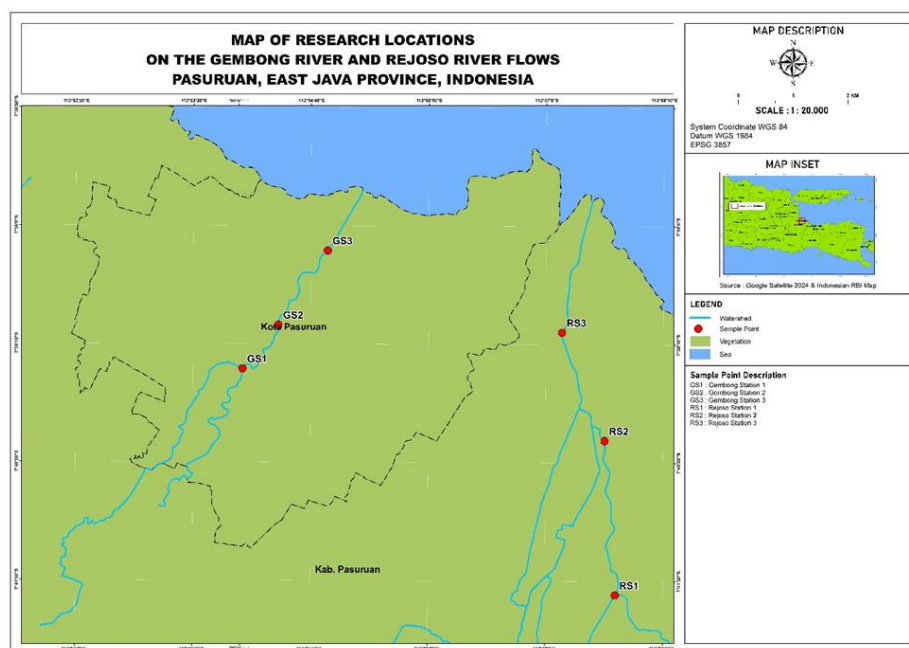 MAP OF RESEARCH LOCATIONS
ON THE GEMBONG RIVER AND REJOSO RIVER FLOWS
PASURUAN, EAST JAVA PROVINCE, INDONESIA
GS3
GS2
Kota Pasuruan
GS1
RS3
RS2
RS1
Kab. Pasuruan
MAP DESCRIPTION
N
W E
S
0 1 2 KM
SCALE : 1 : 20.000
System Coordinate WGS 84
Datum WGS 1984
EPSG 3857
MAP INSET
Source : Google Satellite 2024 & Indonesian RBI Map
LEGEND
Watershed
Sample Point
Vegetation
Sea
Sample Point Description
GS1 : Gembong Station 1
GS2 : Gembong Station 2
GS3 : Gembong Station 3
RS1 : Rejoso Station 1
RS2 : Rejoso Station 2
RS3 : Rejoso Station 3